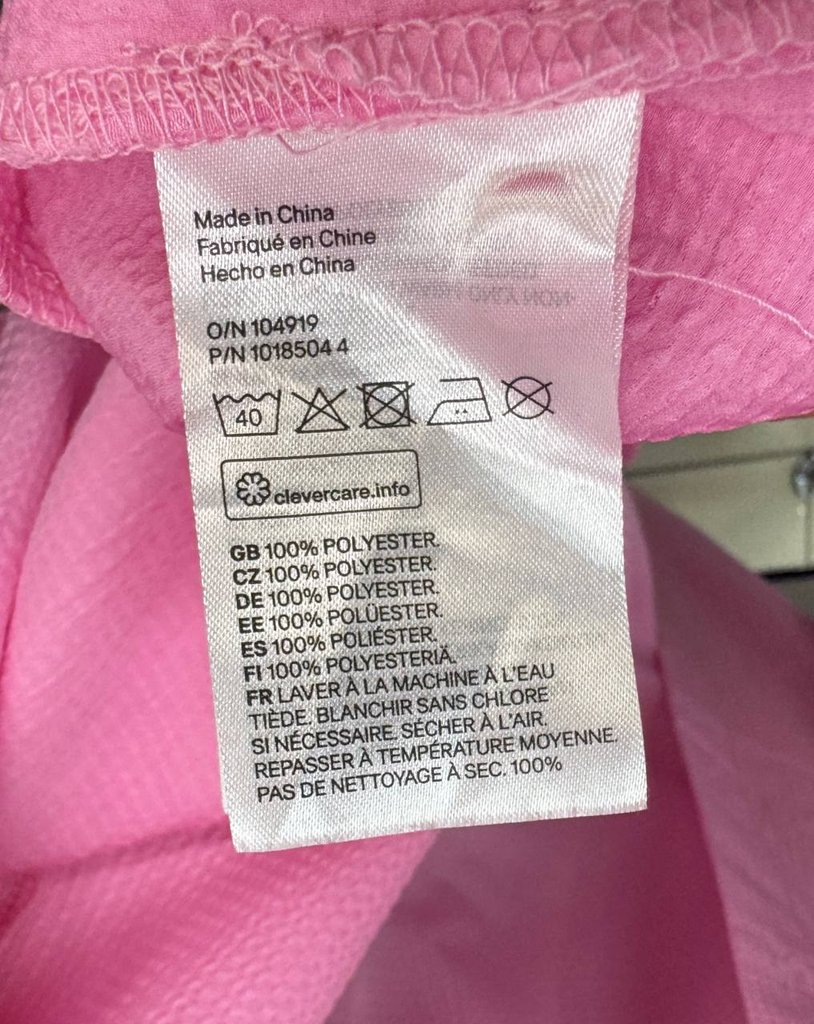 Made in China
Fabriqué en Chine
Hecho en China
O/N 104919
P/N 1018504 4
40
clevercare.info
GB 100% POLYESTER.
CZ 100% POLYESTER.
DE 100% POLYESTER.
EE 100% POLÜESTER.
ES 100% POLIÉSTER.
FI 100% POLYESTERIÄ.
FR LAVER À LA MACHINE À L'EAU
TIÈDE. BLANCHIR SANS CHLORE
SI NÉCESSAIRE. SÉCHER À L'AIR.
REPASSER À TEMPÉRATURE MOYENNE.
PAS DE NETTOYAGE À SEC. 100%